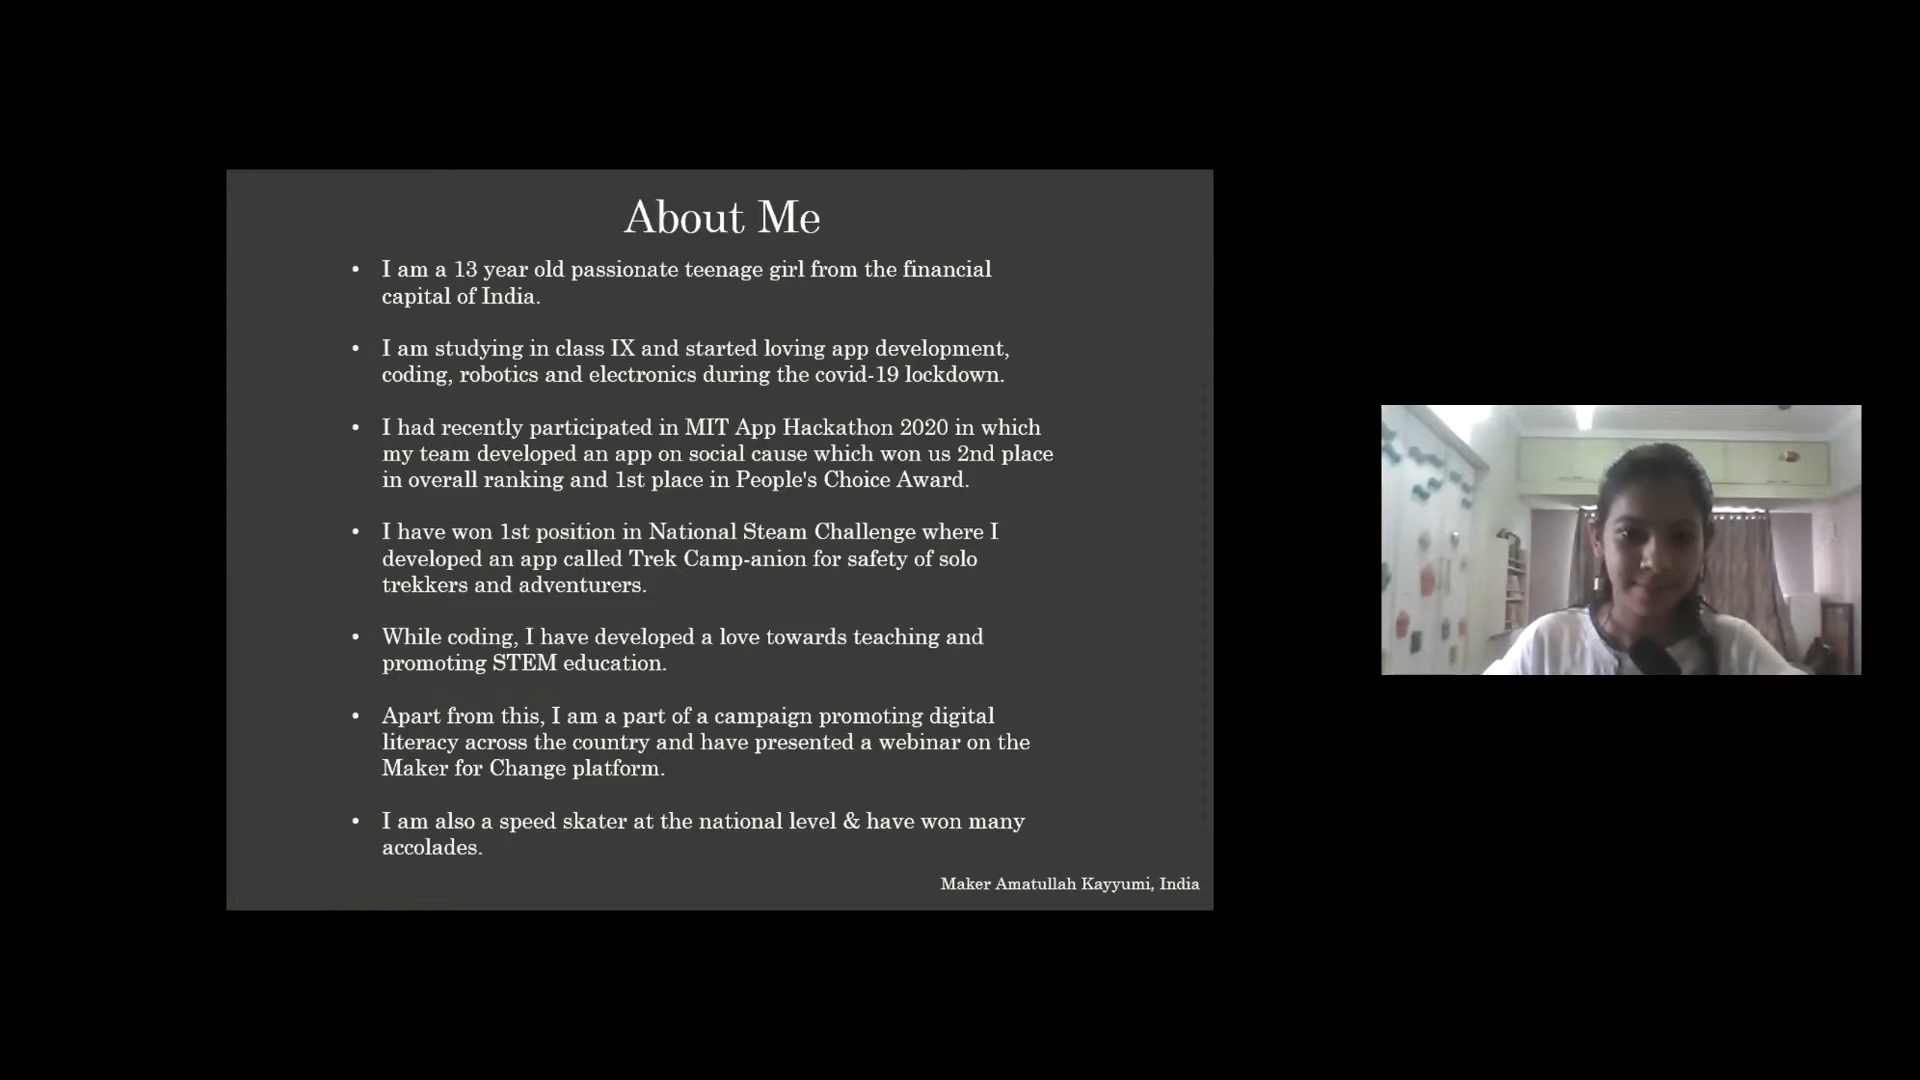 About Me
• I am a 13 year old passionate teenage girl from the financial
capital of India.
• I am studying in class IX and started loving app development,
coding, robotics and electronics during the covid-19 lockdown.
• I had recently participated in MIT App Hackathon 2020 in which
my team developed an app on social cause which won us 2nd place
in overall ranking and 1st place in People's Choice Award.
• I have won 1st position in National Steam Challenge where I
developed an app called Trek Camp-anion for safety of solo
trekkers and adventurers.
• While coding, I have developed a love towards teaching and
promoting STEM education.
• Apart from this, I am a part of a campaign promoting digital
literacy across the country and have presented a webinar on the
Maker for Change platform.
• I am also a speed skater at the national level & have won many
accolades.
Maker Amatullah Kayyumi, India